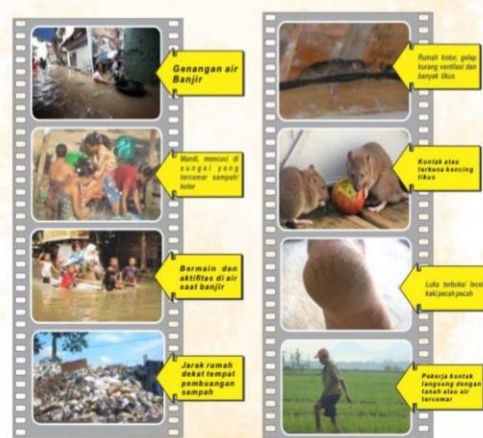 Genangan air
Banjir
Mandi, mencuci di
sungai yang
tercemar sampah/
kotor
Bermain dan
aktifitas di air
saat banjir
Jarak rumah
dekat tempat
pembuangan
sampah
Rumah kotor, gelap
kurang ventilasi dan
banyak tikus
Kontak atau
terkena kencing
tikus
Luka terbuka/ lecet
kaki pecah pecah
Pekerja kontak
langsung dengan
tanah atau air
tercemar